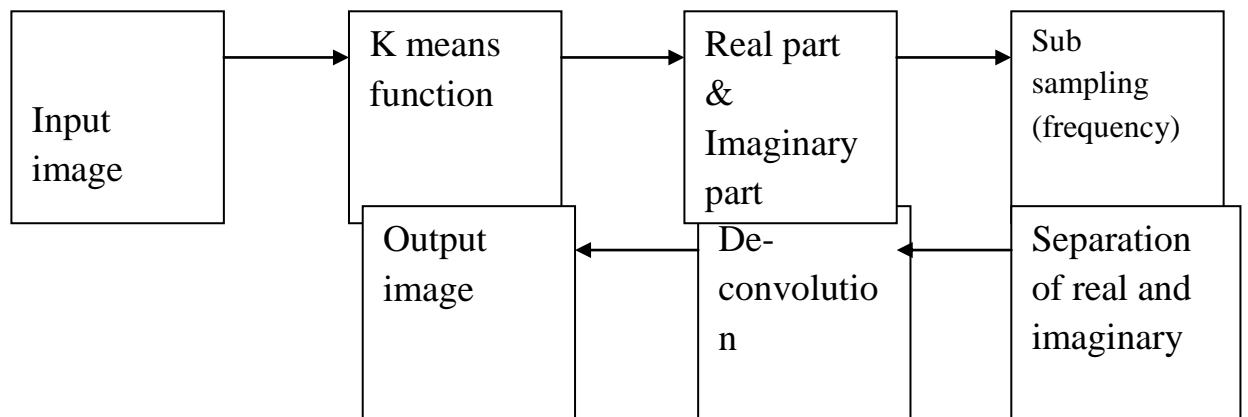 Input
image
K means
function
Real part
&
Imaginary
part
Sub
sampling
(frequency)
Separation
of real and
imaginary
De-
convolutio
n
Output
image